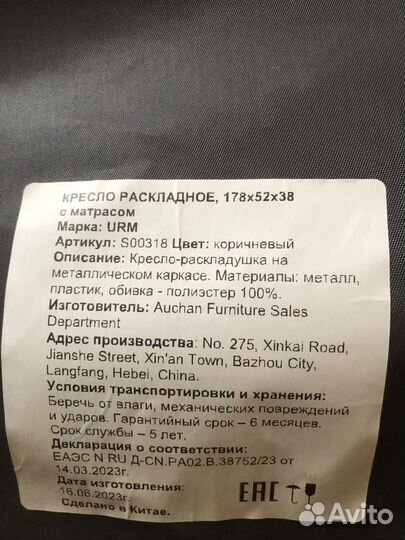 КРЕСЛО РАСКЛАДНОЕ, 178х52х38
с матрасом
Марка: URM
Артикул: S00318 Цвет: коричневый
Описание: Кресло-раскладушка на
металлическом каркасе. Материалы: металл,
пластик, обивка - полиэстер 100%.
Изготовитель: Auchan Furniture Sales
Department
Адрес производства: No. 275, Xinkai Road,
Jianshe Street, Xin'an Town, Bazhou City,
Langfang, Hebei, China.
Условия транспортировки и хранения:
Беречь от влаги, механических повреждений
и ударов. Гарантийный срок – 6 месяцев.
Срок службы – 5 лет.
Декларация о соответствии:
ЕАЭС N RU Д-CN.РА02.В.38752/23 от
14.03.2023г.
Дата изготовления:
16.06.2023г.
Сделано в Китае.
ЕАС
Avito